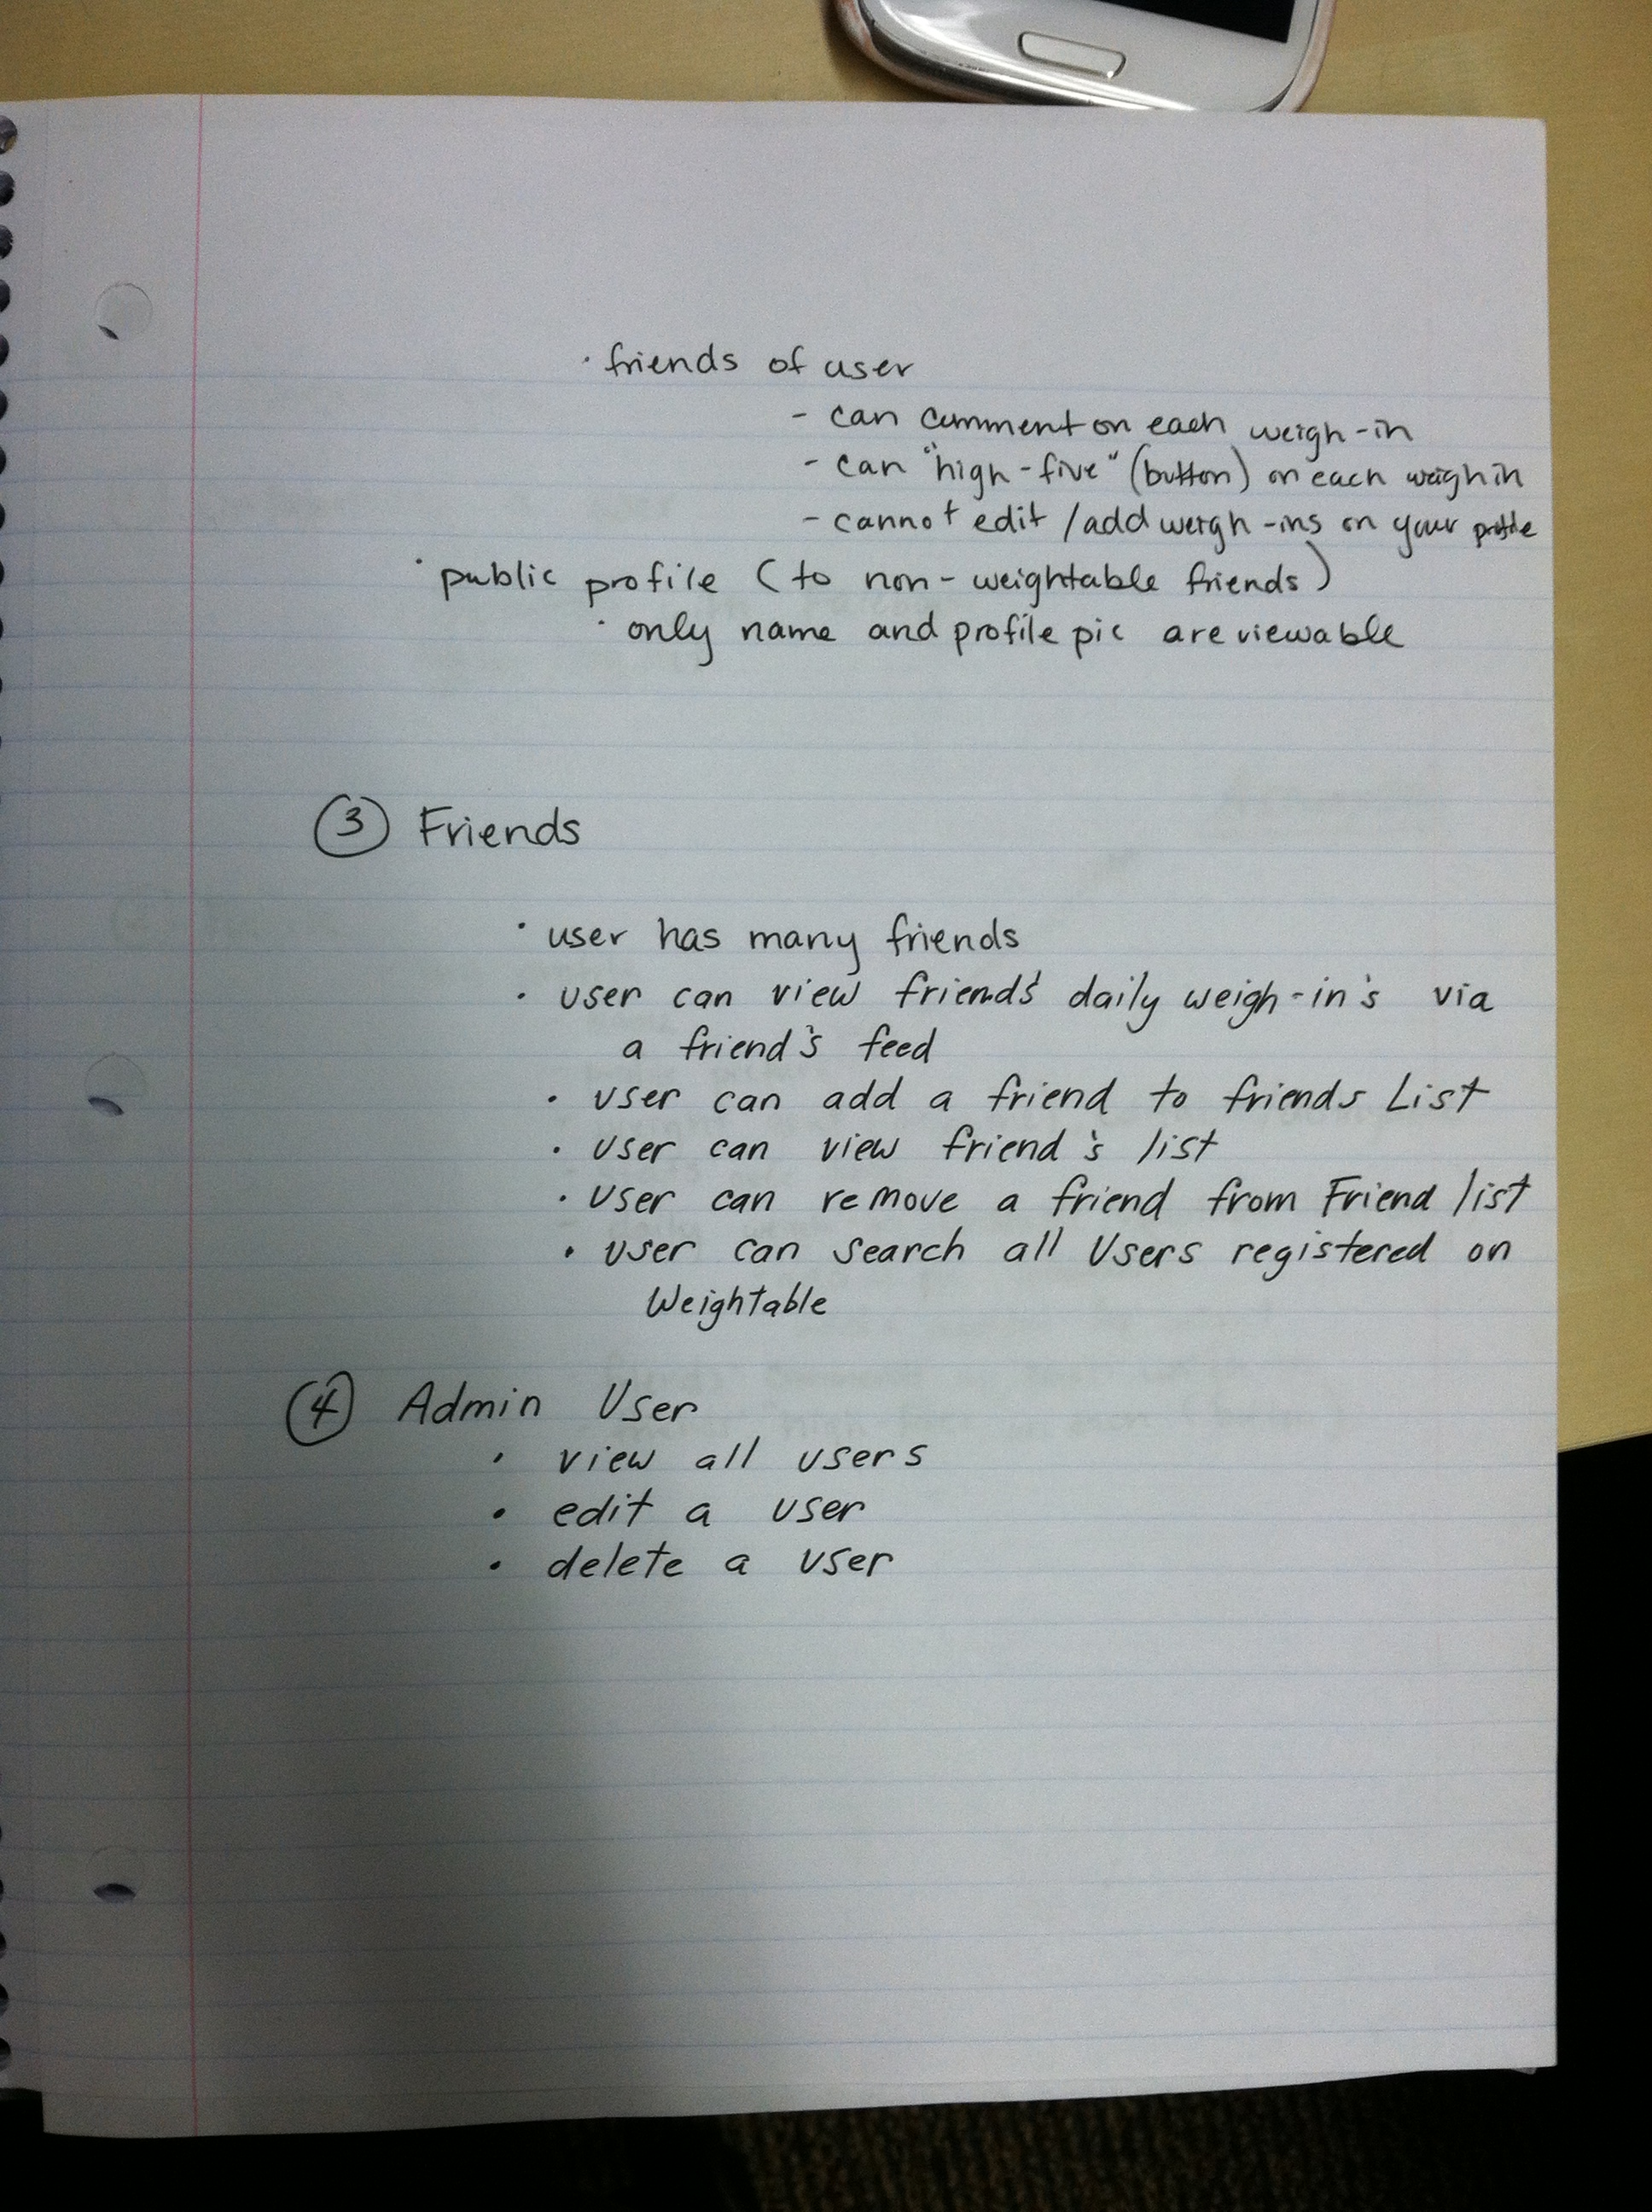 · friends of user
- can comment on each weigh-in
- can "high-five" (button) on each weighin
- cannot edit /add weigh-ins on your profile
· public profile (to non-weightable friends)
· only name and profile pic are viewable
③ Friends
· user has many friends
· user can view friends' daily weigh-in's via
a friend's feed
· user can add a friend to friends List
· user can view friend's list
· user can remove a friend from Friend list
· user can search all Users registered on
Weightable
④ Admin User
· view all users
· edit a user
· delete a user